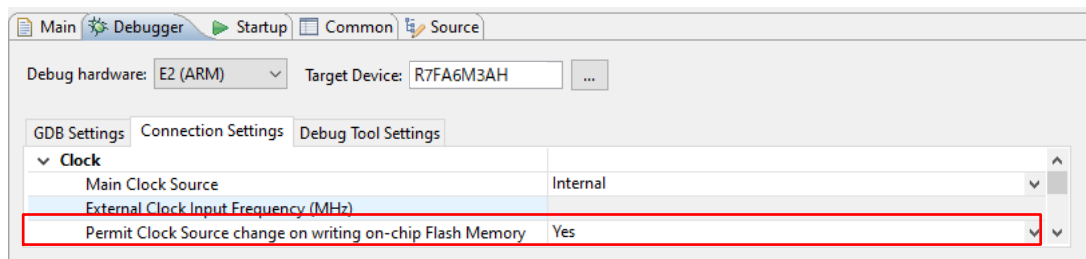 Main Debugger Startup Common Source
Debug hardware: E2 (ARM) Target Device: R7FA6M3AH ...
GDB Settings Connection Settings Debug Tool Settings
Clock
Main Clock Source Internal
External Clock Input Frequency (MHz)
Permit Clock Source change on writing on-chip Flash Memory Yes